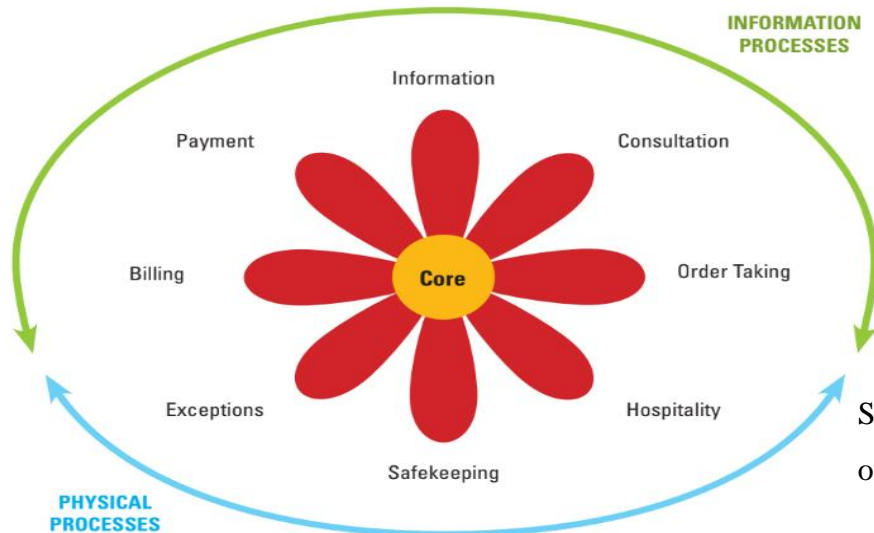 INFORMATION
PROCESSES
Information
Payment
Consultation
Billing
Core
Order Taking
Exceptions
Hospitality
Safekeeping
PHYSICAL
PROCESSES